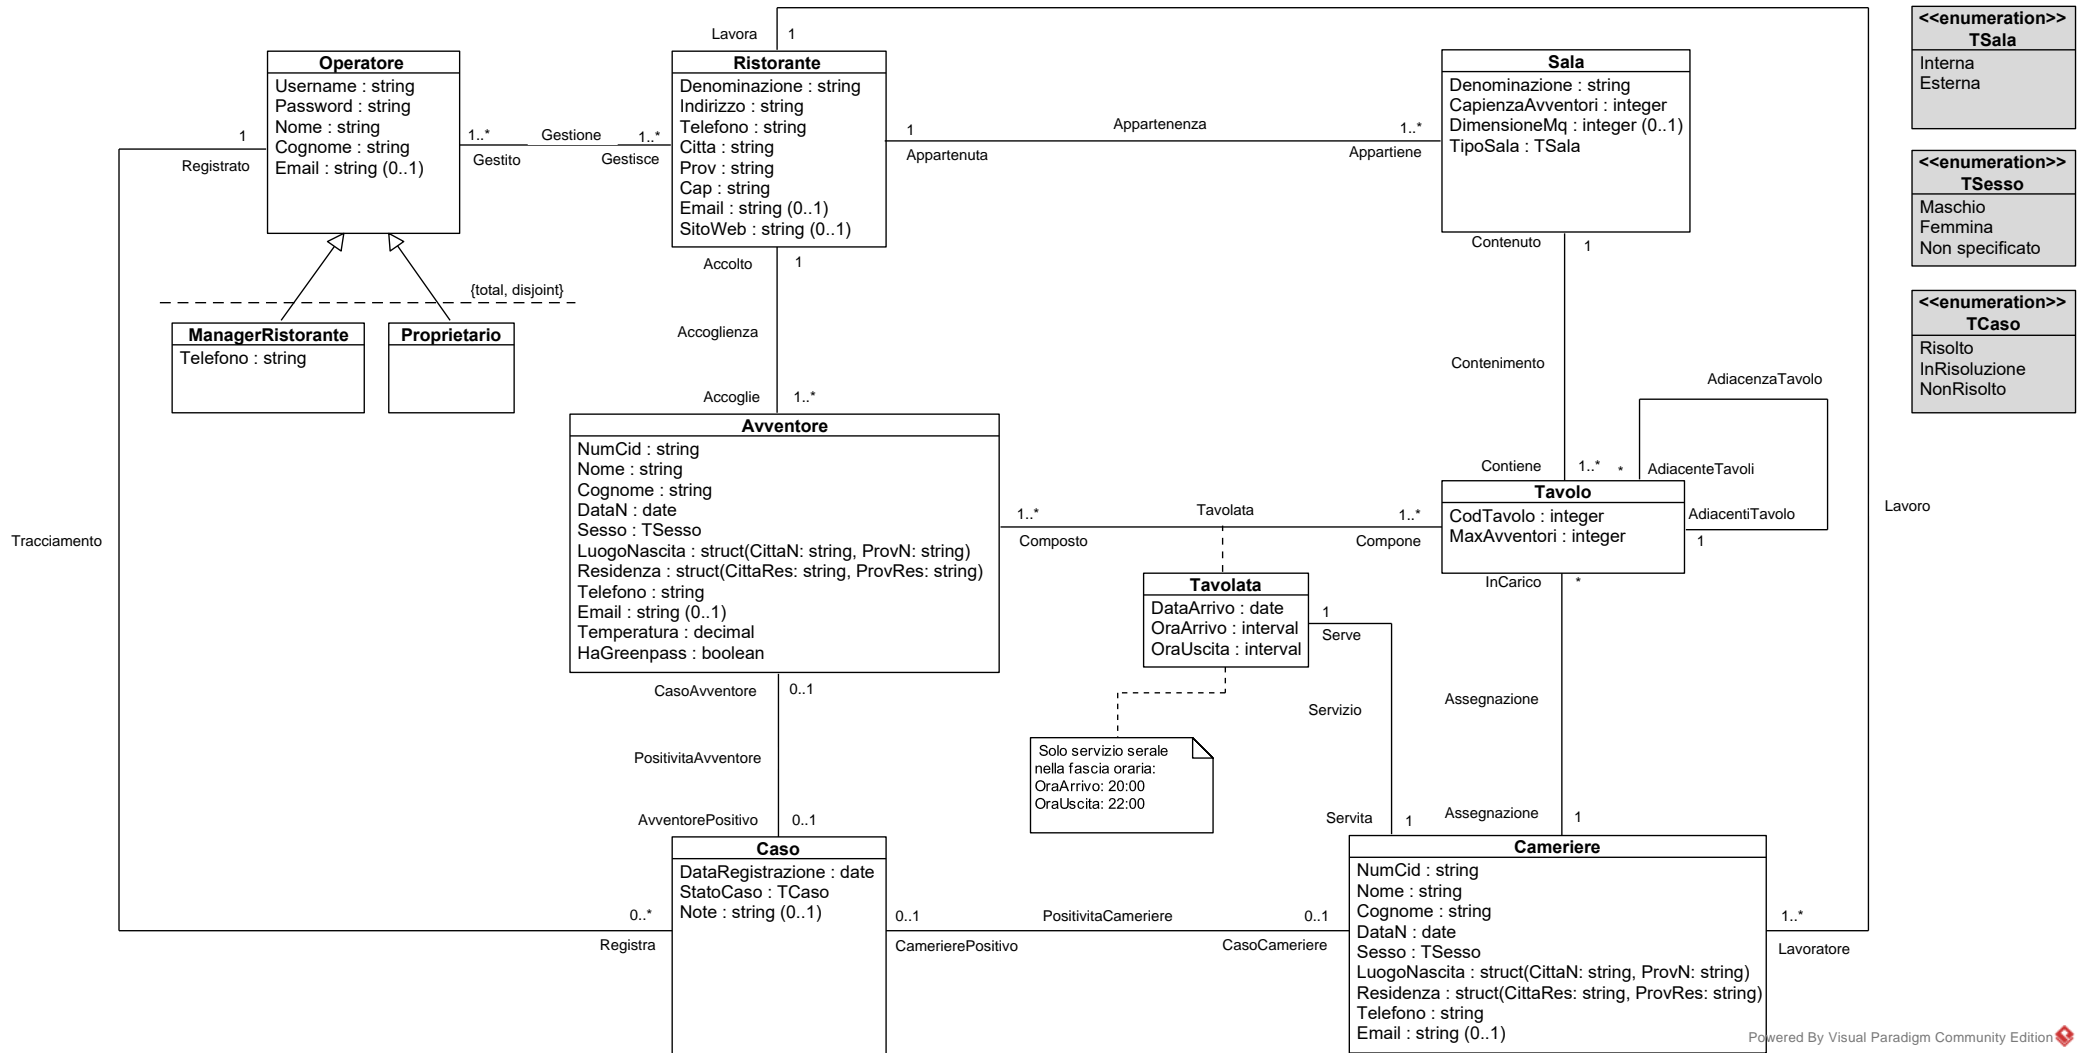 Lavora
1
Operatore
Username : string
Password : string
Nome : string
Cognome : string
Email : string (0..1)
Ristorante
Denominazione : string
Indirizzo : string
Telefono : string
Citta : string
Prov : string
Cap : string
Email : string (0..1)
SitoWeb : string (0..1)
Sala
Denominazione : string
CapienzaAvventori : integer
DimensioneMq : integer (0..1)
TipoSala : TSala
<<enumeration>>
TSala
Interna
Esterna
<<enumeration>>
TSesso
Maschio
Femmina
Non specificato
<<enumeration>>
TCaso
Risolto
InRisoluzione
NonRisolto
1
Registrato
1..*
Gestione
1..*
Gestito
Gestisce
1
Appartenenza
1..*
Appartenuta
Appartiene
{total, disjoint}
ManagerRistorante
Telefono : string
Proprietario
Accolto
1
Accoglienza
Accoglie
1..*
Contenuto
1
Contenimento
Contiene
1..*
*
AdiacenzaTavolo
AdiacenteTavoli
AdiacentiTavolo
1
Avventore
NumCid : string
Nome : string
Cognome : string
DataN : date
Sesso : TSesso
LuogoNascita : struct(CittaN: string, ProvN: string)
Residenza : struct(CittaRes: string, ProvRes: string)
Telefono : string
Email : string (0..1)
Temperatura : decimal
HaGreenpass : boolean
1..*
Tavolata
1..*
Composto
Compone
Tavolo
CodTavolo : integer
MaxAvventori : integer
Lavoro
Tracciamento
Tavolata
DataArrivo : date
OraArrivo : interval
OraUscita : interval
1
Serve
InCarico
*
CasoAvventore
0..1
Servizio
Assegnazione
PositivitaAvventore
Solo servizio serale
nella fascia oraria:
OraArrivo: 20:00
OraUscita: 22:00
AvventorePositivo
0..1
Servita
1
Assegnazione
1
Caso
DataRegistrazione : date
StatoCaso : TCaso
Note : string (0..1)
Cameriere
NumCid : string
Nome : string
Cognome : string
DataN : date
Sesso : TSesso
LuogoNascita : struct(CittaN: string, ProvN: string)
Residenza : struct(CittaRes: string, ProvRes: string)
Telefono : string
Email : string (0..1)
0..*
Registra
0..1
PositivitaCameriere
0..1
CamerierePositivo
CasoCameriere
1..*
Lavoratore
Powered By Visual Paradigm Community Edition